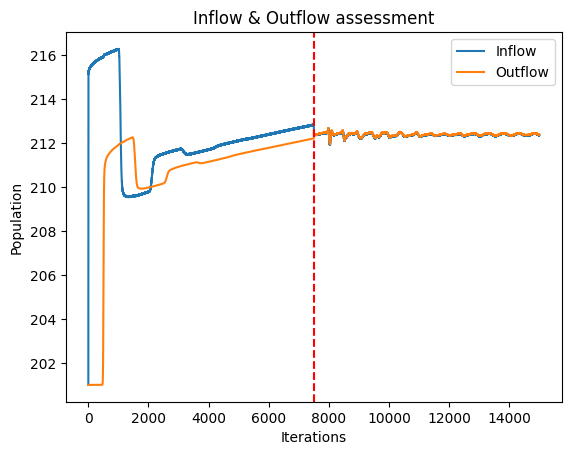 Inflow & Outflow assessment
Inflow
Outflow
Population
216
214
212
210
208
206
204
202
0 2000 4000 6000 8000 10000 12000 14000
Iterations